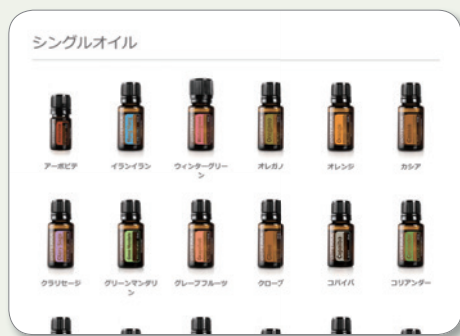 シングルオイル
アーボビテ
イランイラン
ウィンターグリーン
オレガノ
オレンジ
カシア
クラリセージ
グリーンマンダリン
グレープフルーツ
クローブ
コパイバ
コリアンダー